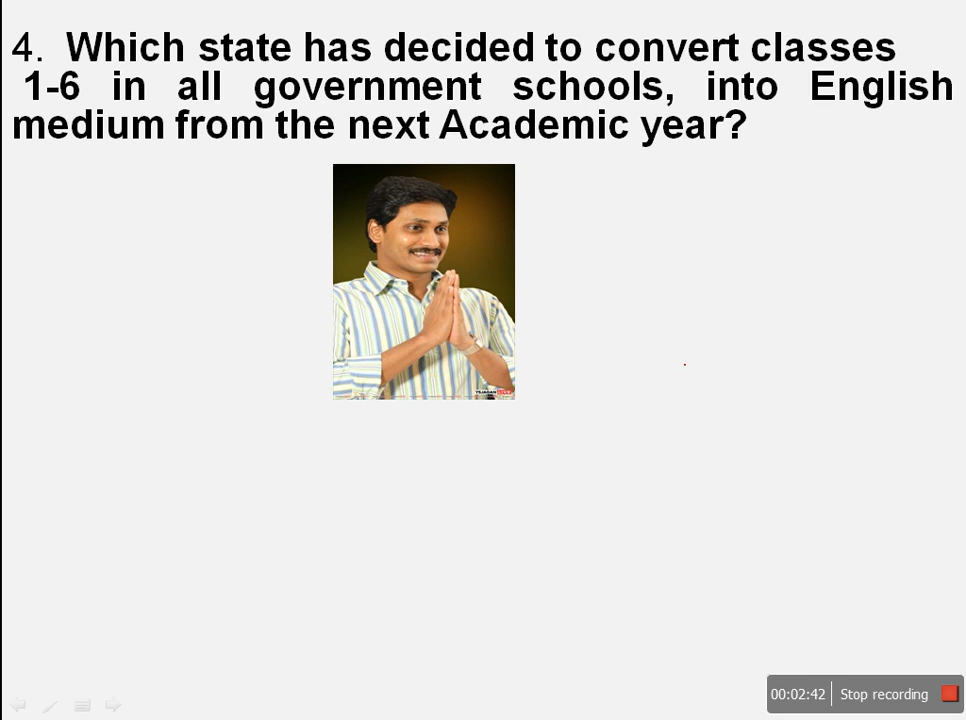 4. Which state has decided to convert classes
1-6 in all government schools, into English
medium from the next Academic year?
00:02:42 Stop recording